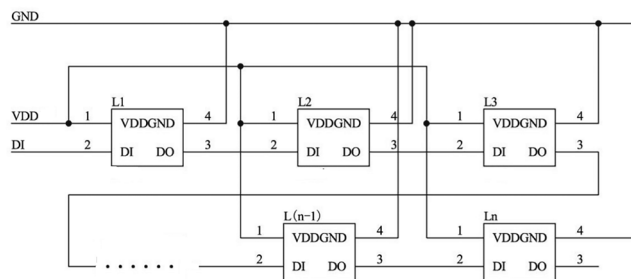 GND
L1 L2 L3
VDD 1 VDDGND 4 1 VDDGND 4 1 VDDGND 4
DI 2 DI DO 3 2 DI DO 3 2 DI DO 3
L(n-1) Ln
1 VDDGND 4 1 VDDGND 4
...... 2 DI DO 3 2 DI DO 3